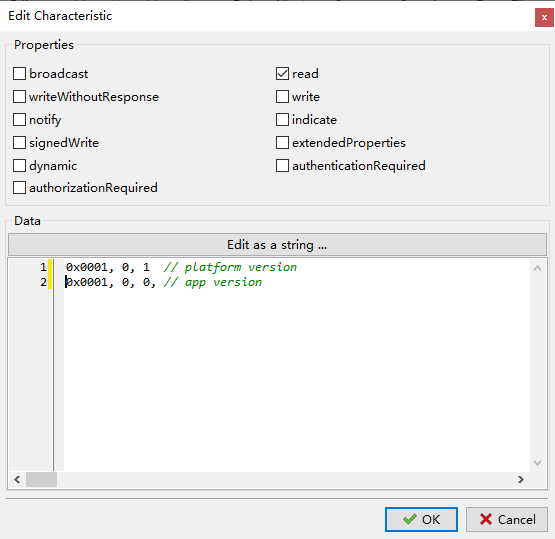 Edit Characteristic
Properties
broadcast
read
writeWithoutResponse
write
notify
indicate
signedWrite
extendedProperties
dynamic
authenticationRequired
authorizationRequired
Data
Edit as a string ...
1 0x0001, 0, 1 // platform version
2 0x0001, 0, 0, // app version
OK
Cancel